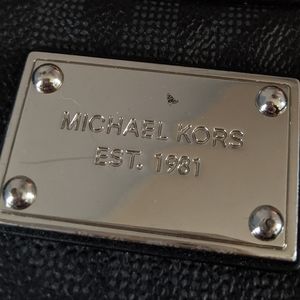 MICHAEL KORS
EST. 1981